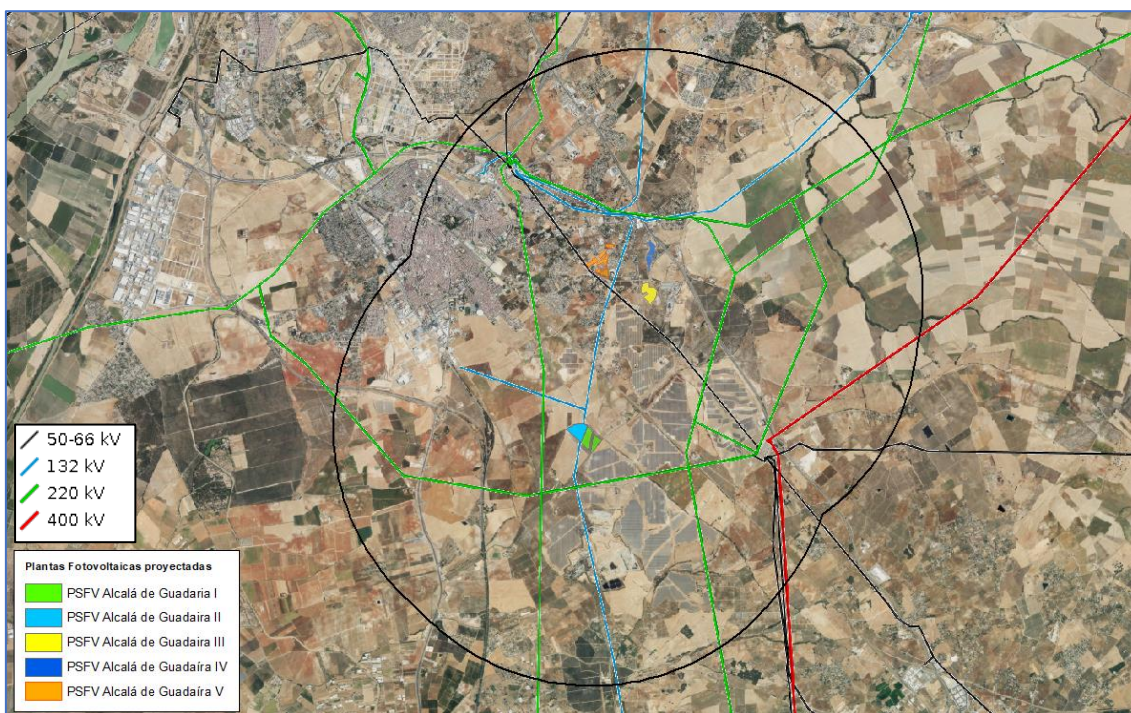 50-66 kV
132 kV
220 kV
400 kV
Plantas Fotovoltaicas proyectadas
PSFV Alcalá de Guadaria I
PSFV Alcalá de Guadaira II
PSFV Alcalá de Guadaira III
PSFV Alcalá de Guadaíra IV
PSFV Alcalá de Guadaíra V